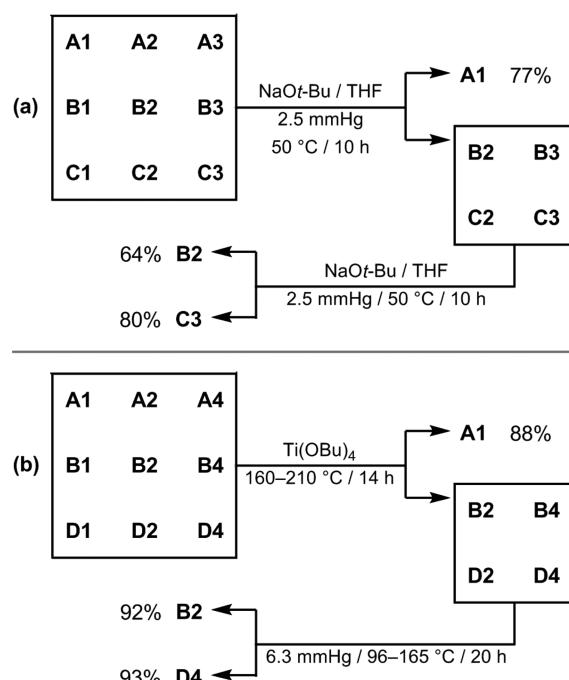 A1 A2 A3
A1 77%
NaOt-Bu / THF
(a) B1 B2 B3
2.5 mmHg
50 °C / 10 h
B2 B3
C1 C2 C3
C2 C3
64% B2
NaOt-Bu / THF
2.5 mmHg / 50 °C / 10 h
80% C3
A1 A2 A4
A1 88%
Ti(OBu)4
(b) B1 B2 B4
160–210 °C / 14 h
B2 B4
D1 D2 D4
D2 D4
92% B2
6.3 mmHg / 96–165 °C / 20 h
93% D4